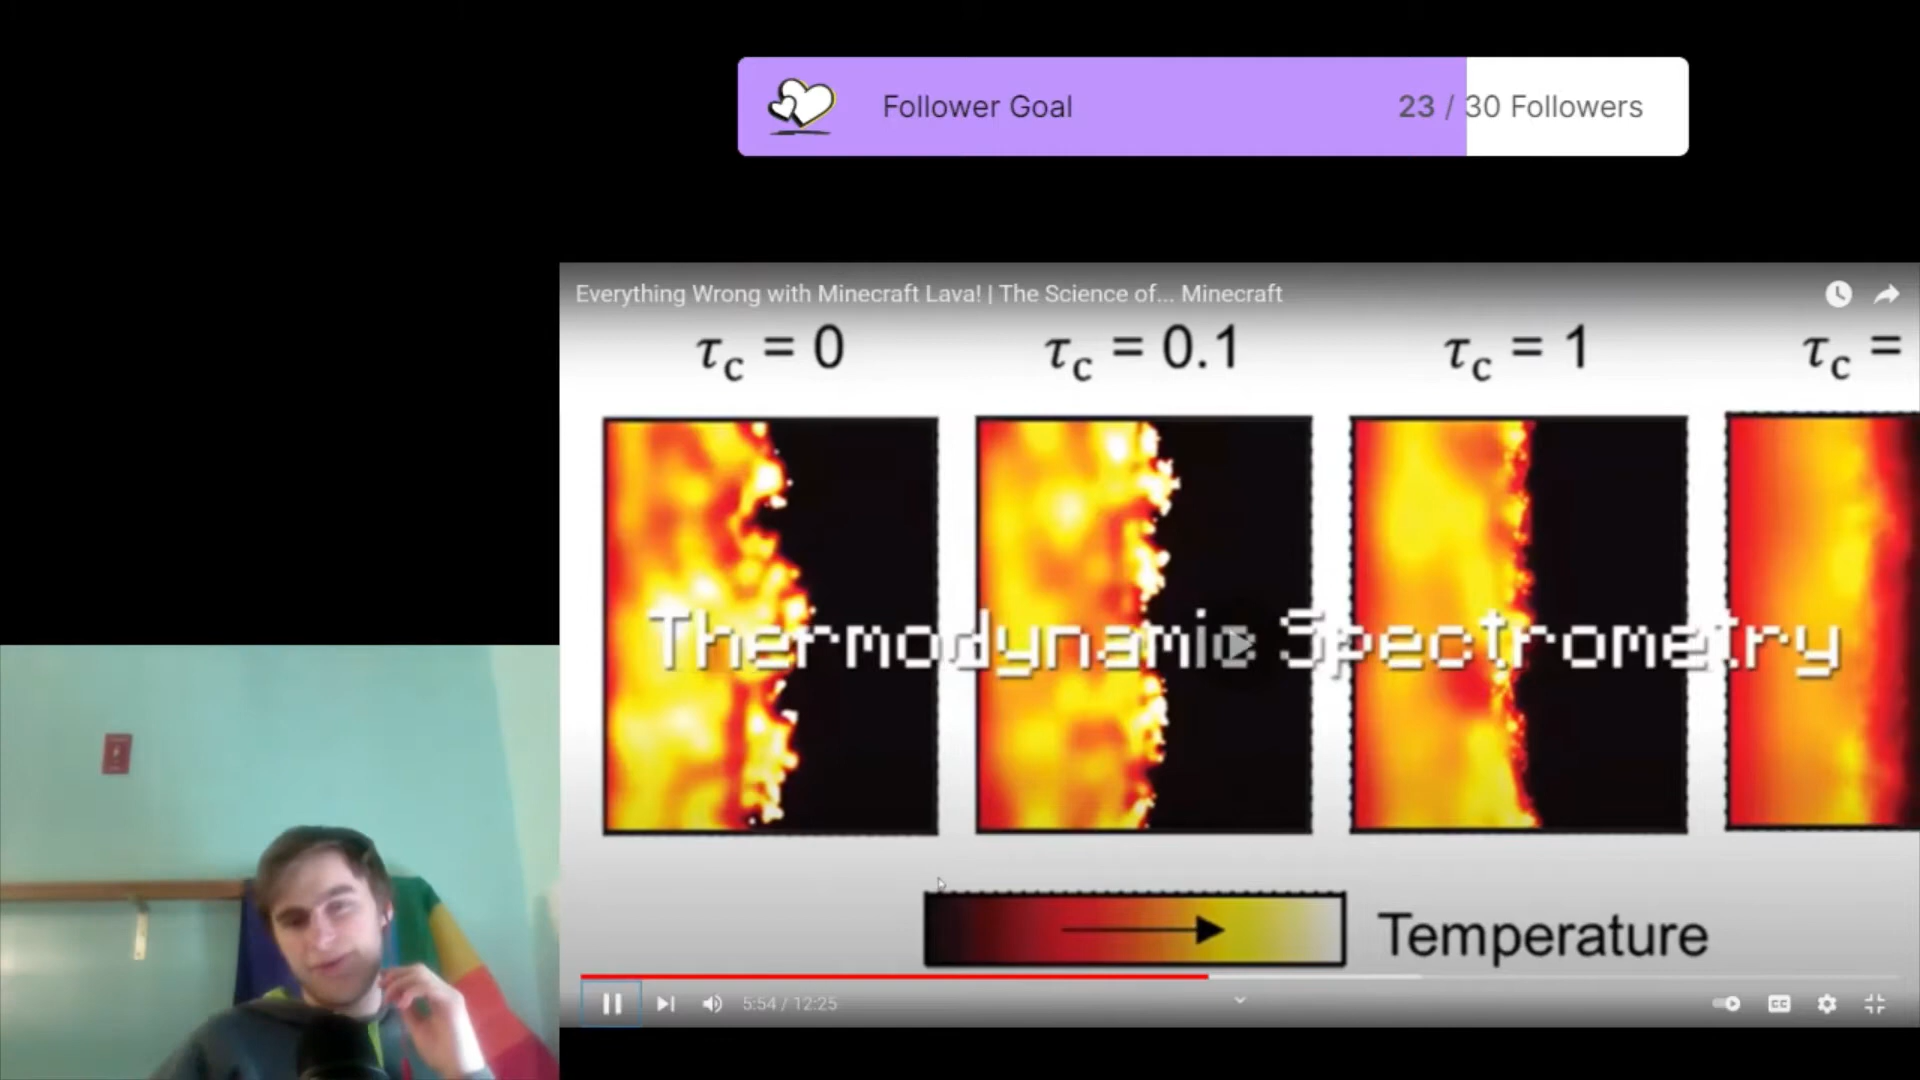 Follower Goal 23 / 30 Followers
Everything Wrong with Minecraft Lava! | The Science of... Minecraft
τc = 0 τc = 0.1 τc = 1 τc =
Thermodynamic Spectrometry
Temperature
5:54 / 12:25
CC